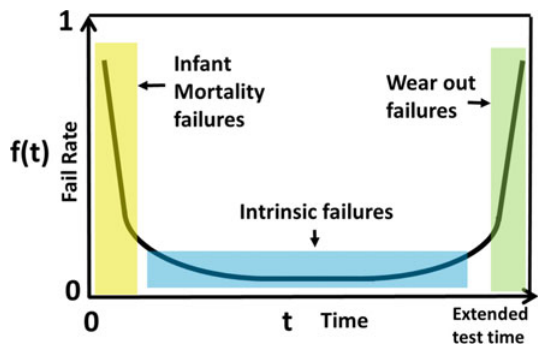 1
Infant
Mortality
failures
Wear out
failures
f(t)
Fail Rate
Intrinsic failures
0
0
t Time
Extended
test time